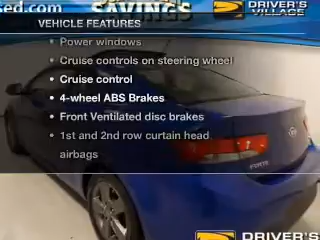 sed.com
SAVINGS
DRIVER'S
VILLAGE
VEHICLE FEATURES
• Power windows
• Cruise controls on steering wheel
• Cruise control
• 4-wheel ABS Brakes
• Front Ventilated disc brakes
• 1st and 2nd row curtain head
airbags
FORTE
DRIVER'S